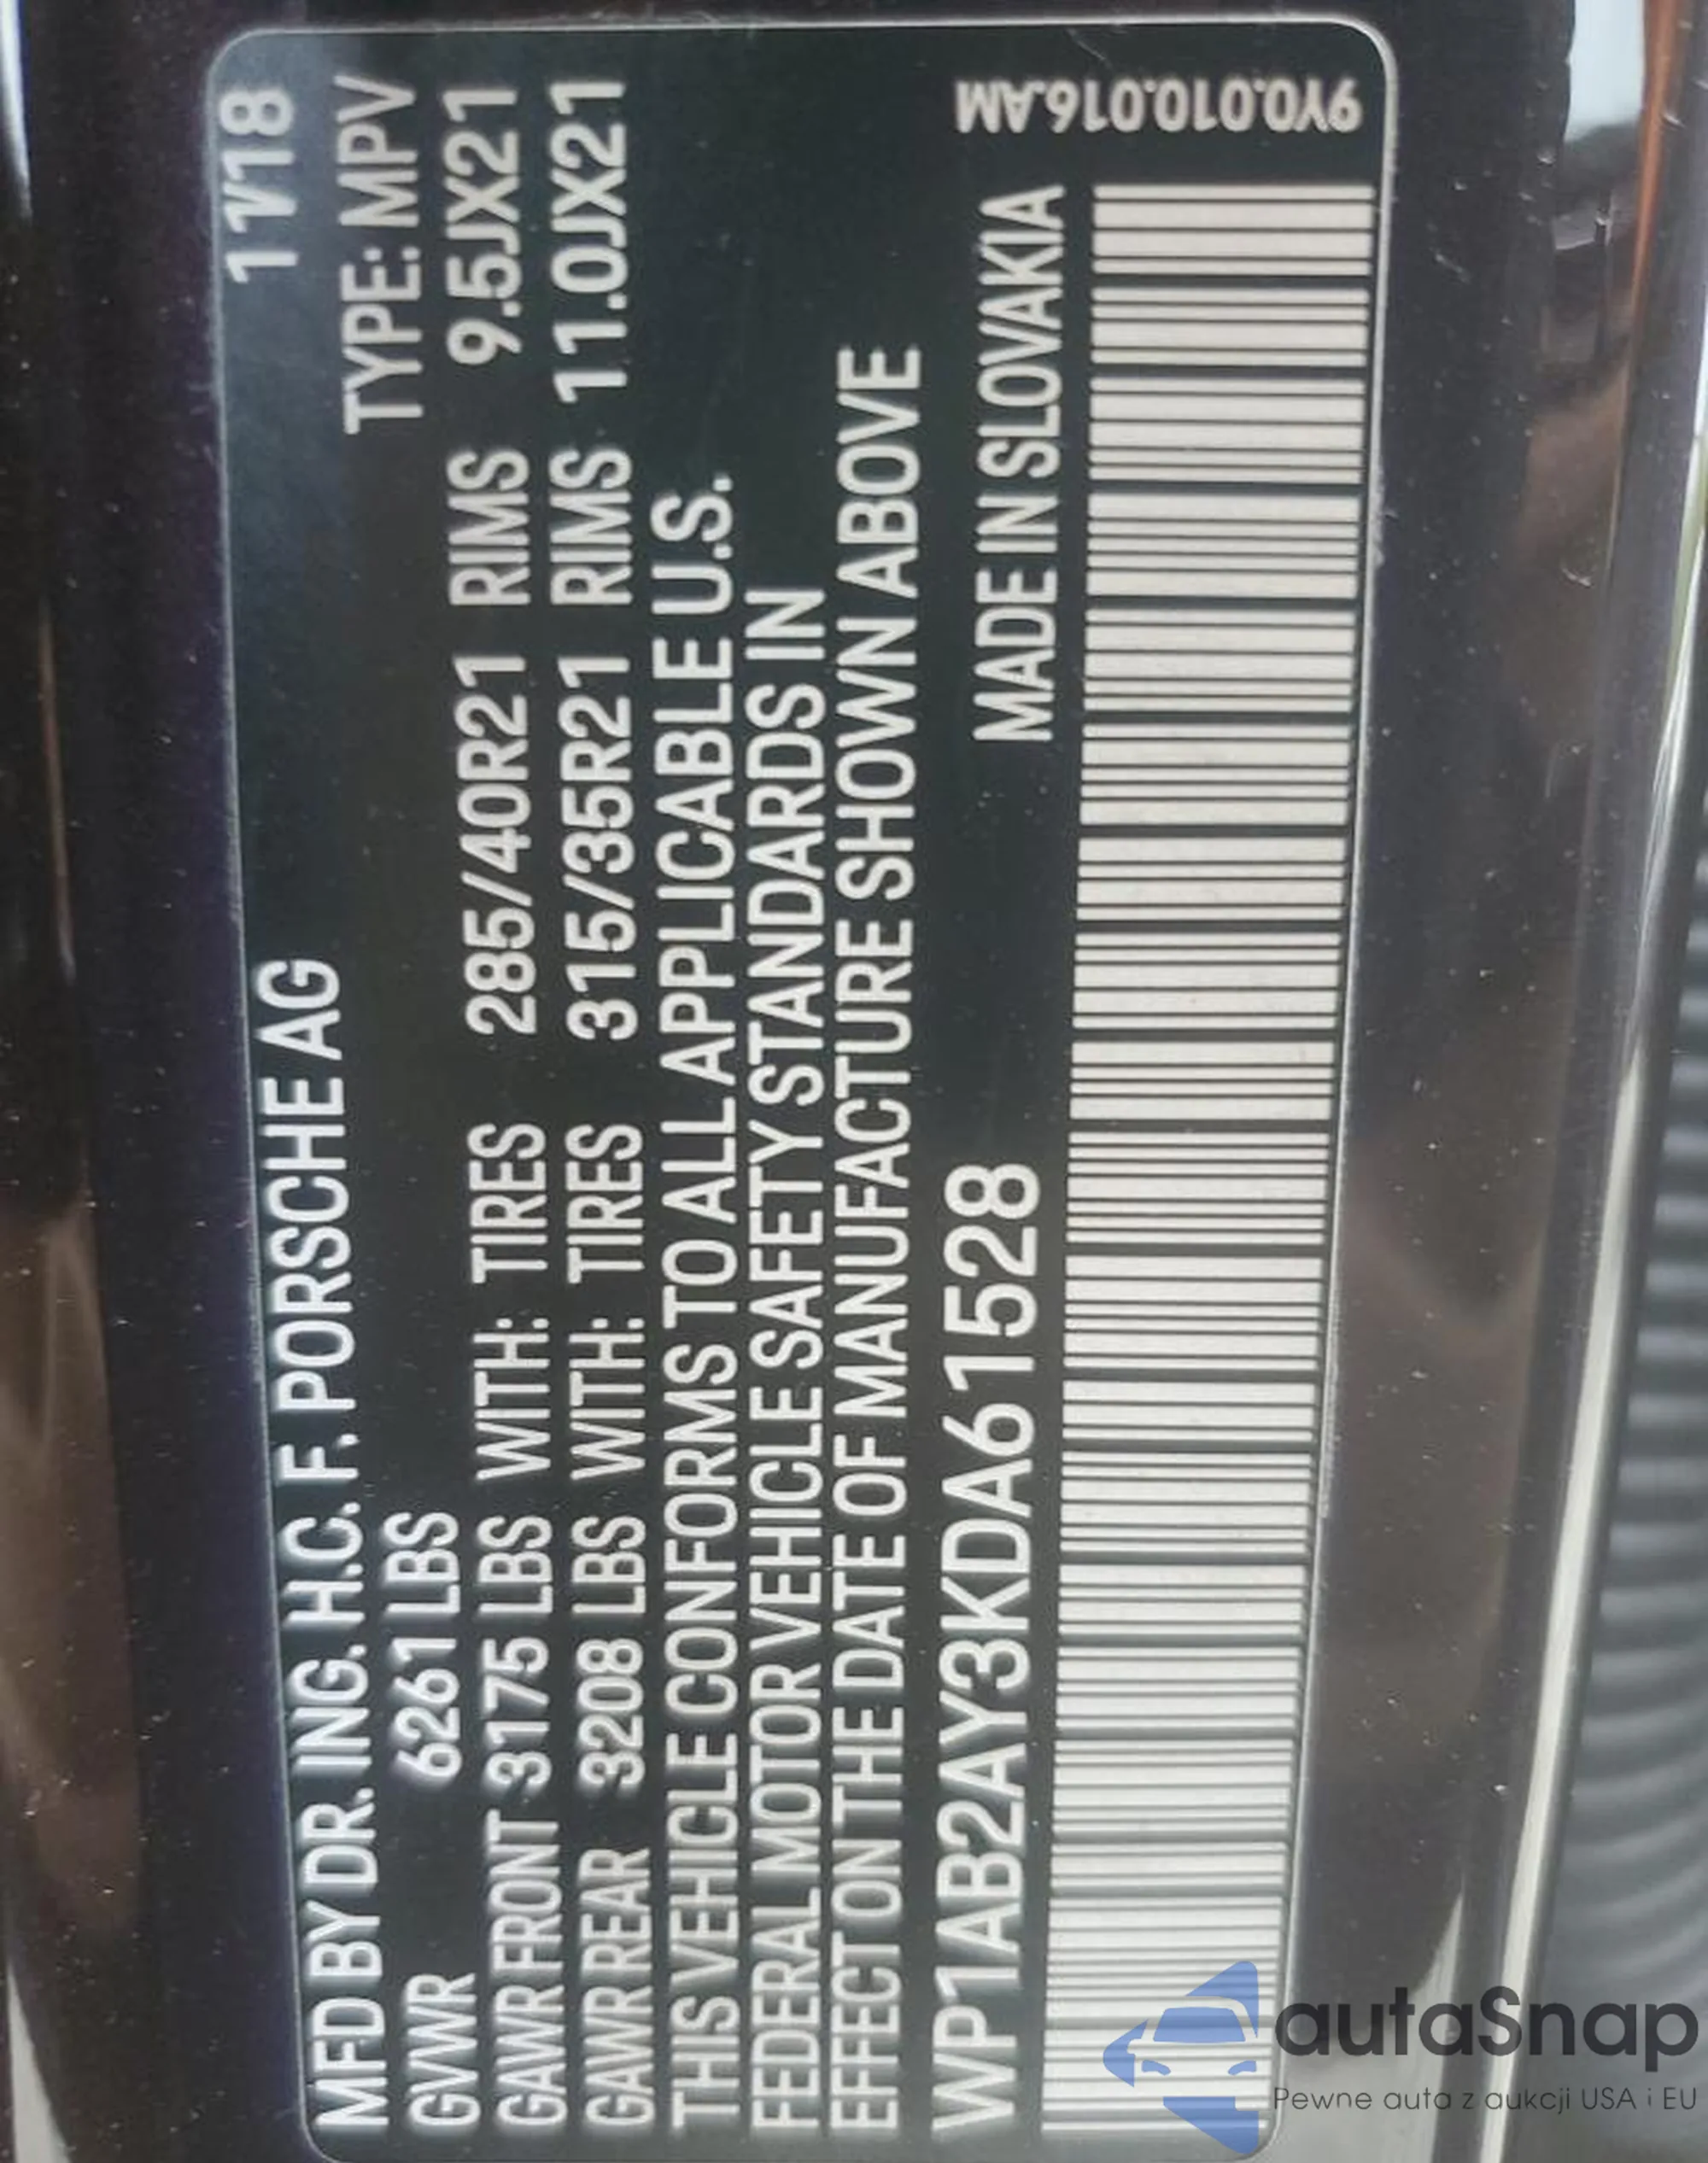 MFD BY DR. ING. H.C. F. PORSCHE AG 11/18
GVWR 6261 LBS TYPE: MPV
GAWR FRONT 3175 LBS WITH: TIRES 285/40R21 RIMS 9.5JX21
GAWR REAR 3208 LBS WITH: TIRES 315/35R21 RIMS 11.0JX21
THIS VEHICLE CONFORMS TO ALL APPLICABLE U.S.
FEDERAL MOTOR VEHICLE SAFETY STANDARDS IN
EFFECT ON THE DATE OF MANUFACTURE SHOWN ABOVE
WP1AB2AY3KDA61528 MADE IN SLOVAKIA
9Y0.010.016.AM
autaSnap
Pewne auta z aukcji USA i EU